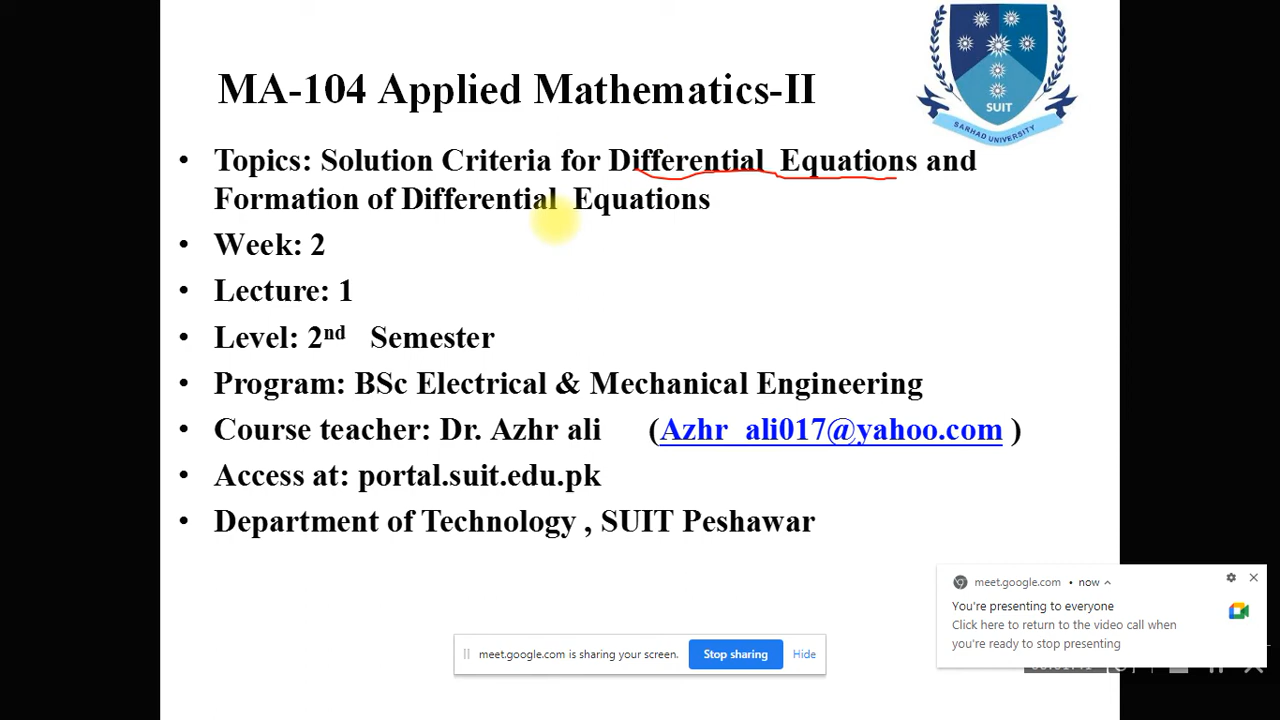 MA-104 Applied Mathematics-II
SUIT
SARHAD UNIVERSITY
• Topics: Solution Criteria for Differential Equations and
Formation of Differential Equations
• Week: 2
• Lecture: 1
• Level: 2nd Semester
• Program: BSc Electrical & Mechanical Engineering
• Course teacher: Dr. Azhr ali (Azhr_ali017@yahoo.com )
• Access at: portal.suit.edu.pk
• Department of Technology , SUIT Peshawar
meet.google.com • now
You're presenting to everyone
Click here to return to the video call when
you're ready to stop presenting
meet.google.com is sharing your screen. Stop sharing Hide